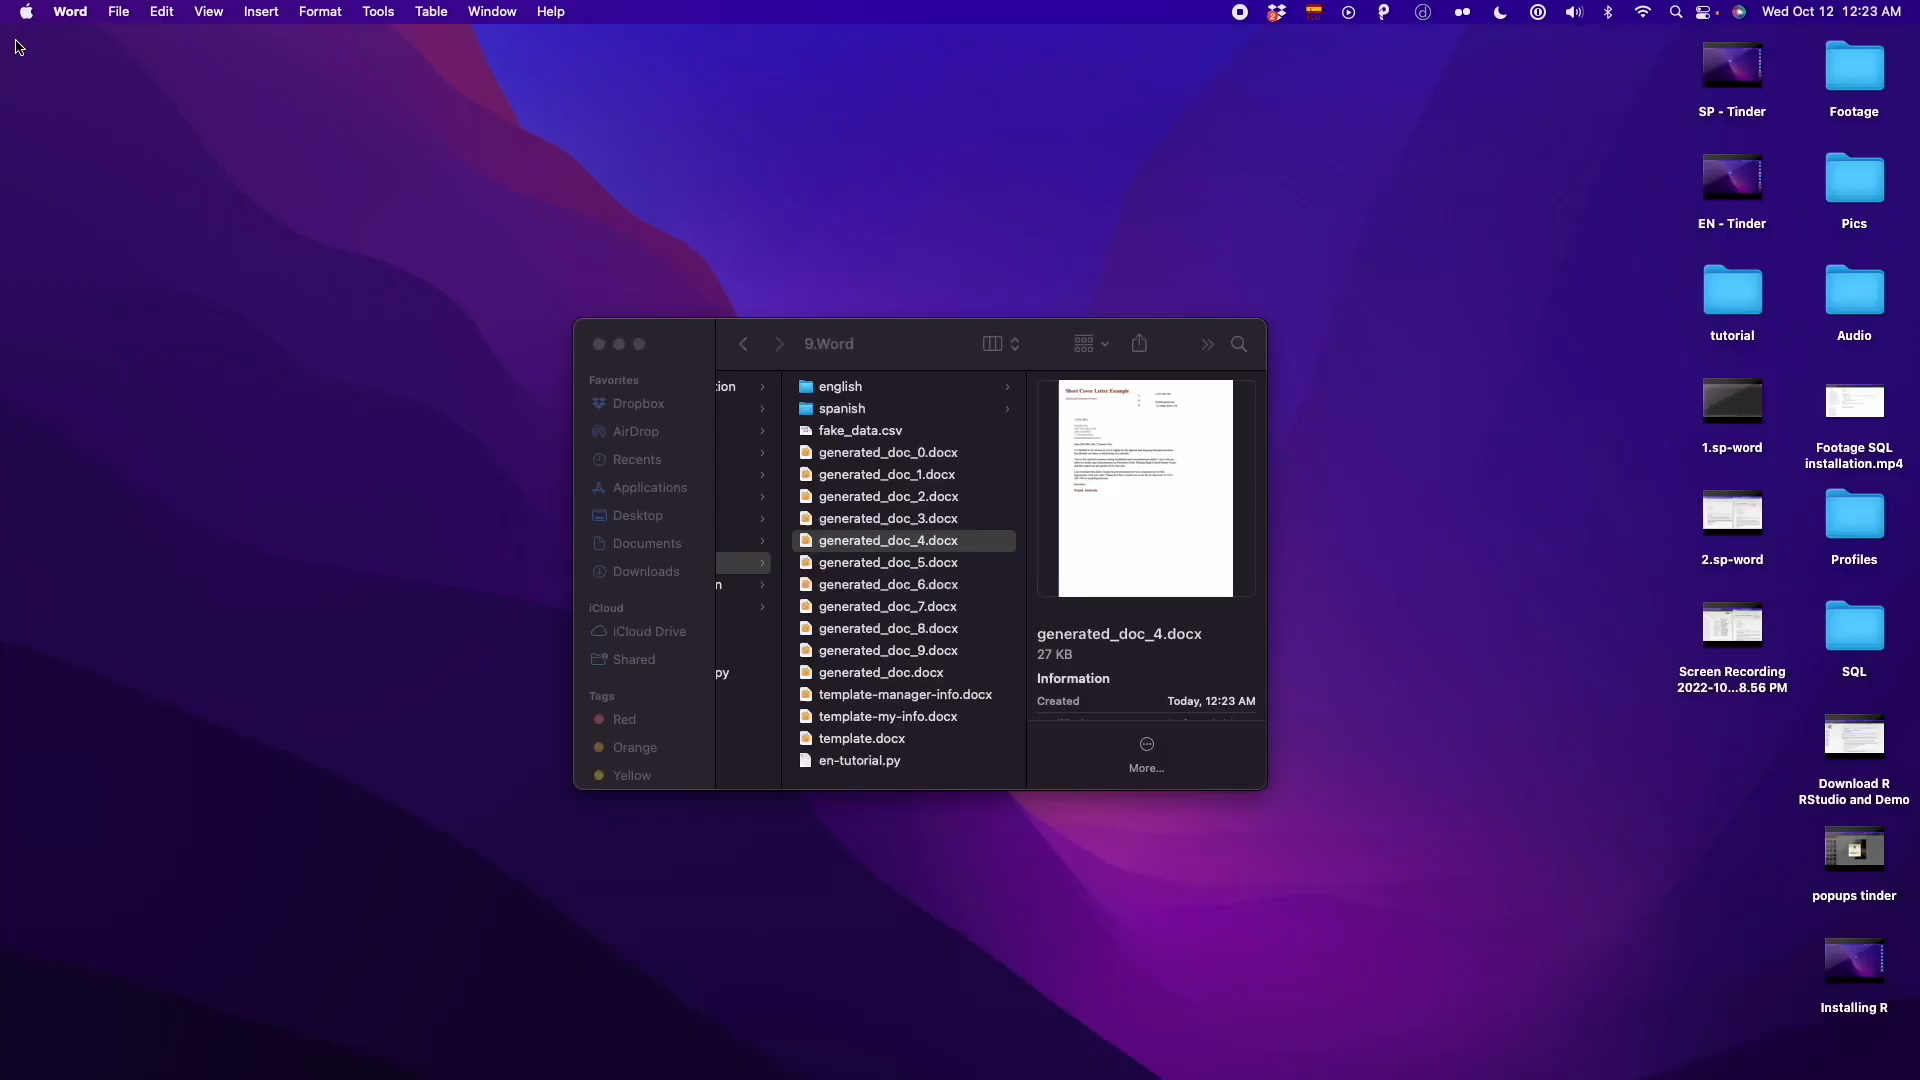 Word File Edit View Insert Format Tools Table Window Help
2
Wed Oct 12 12:23 AM
SP - Tinder
Footage
EN - Tinder
Pics
tutorial
Audio
1.sp-word
Footage SQL
installation.mp4
2.sp-word
Profiles
Screen Recording
2022-10...8.56 PM
SQL
Download R
RStudio and Demo
popups tinder
Installing R
9.Word
Favorites
Dropbox
AirDrop
Recents
Applications
Desktop
Documents
Downloads
iCloud
iCloud Drive
Shared
Tags
Red
Orange
Yellow
tion
n
py
english
spanish
fake_data.csv
generated_doc_0.docx
generated_doc_1.docx
generated_doc_2.docx
generated_doc_3.docx
generated_doc_4.docx
generated_doc_5.docx
generated_doc_6.docx
generated_doc_7.docx
generated_doc_8.docx
generated_doc_9.docx
generated_doc.docx
template-manager-info.docx
template-my-info.docx
template.docx
en-tutorial.py
Short Cover Letter Example
generated_doc_4.docx
27 KB
Information
Created Today, 12:23 AM
More...